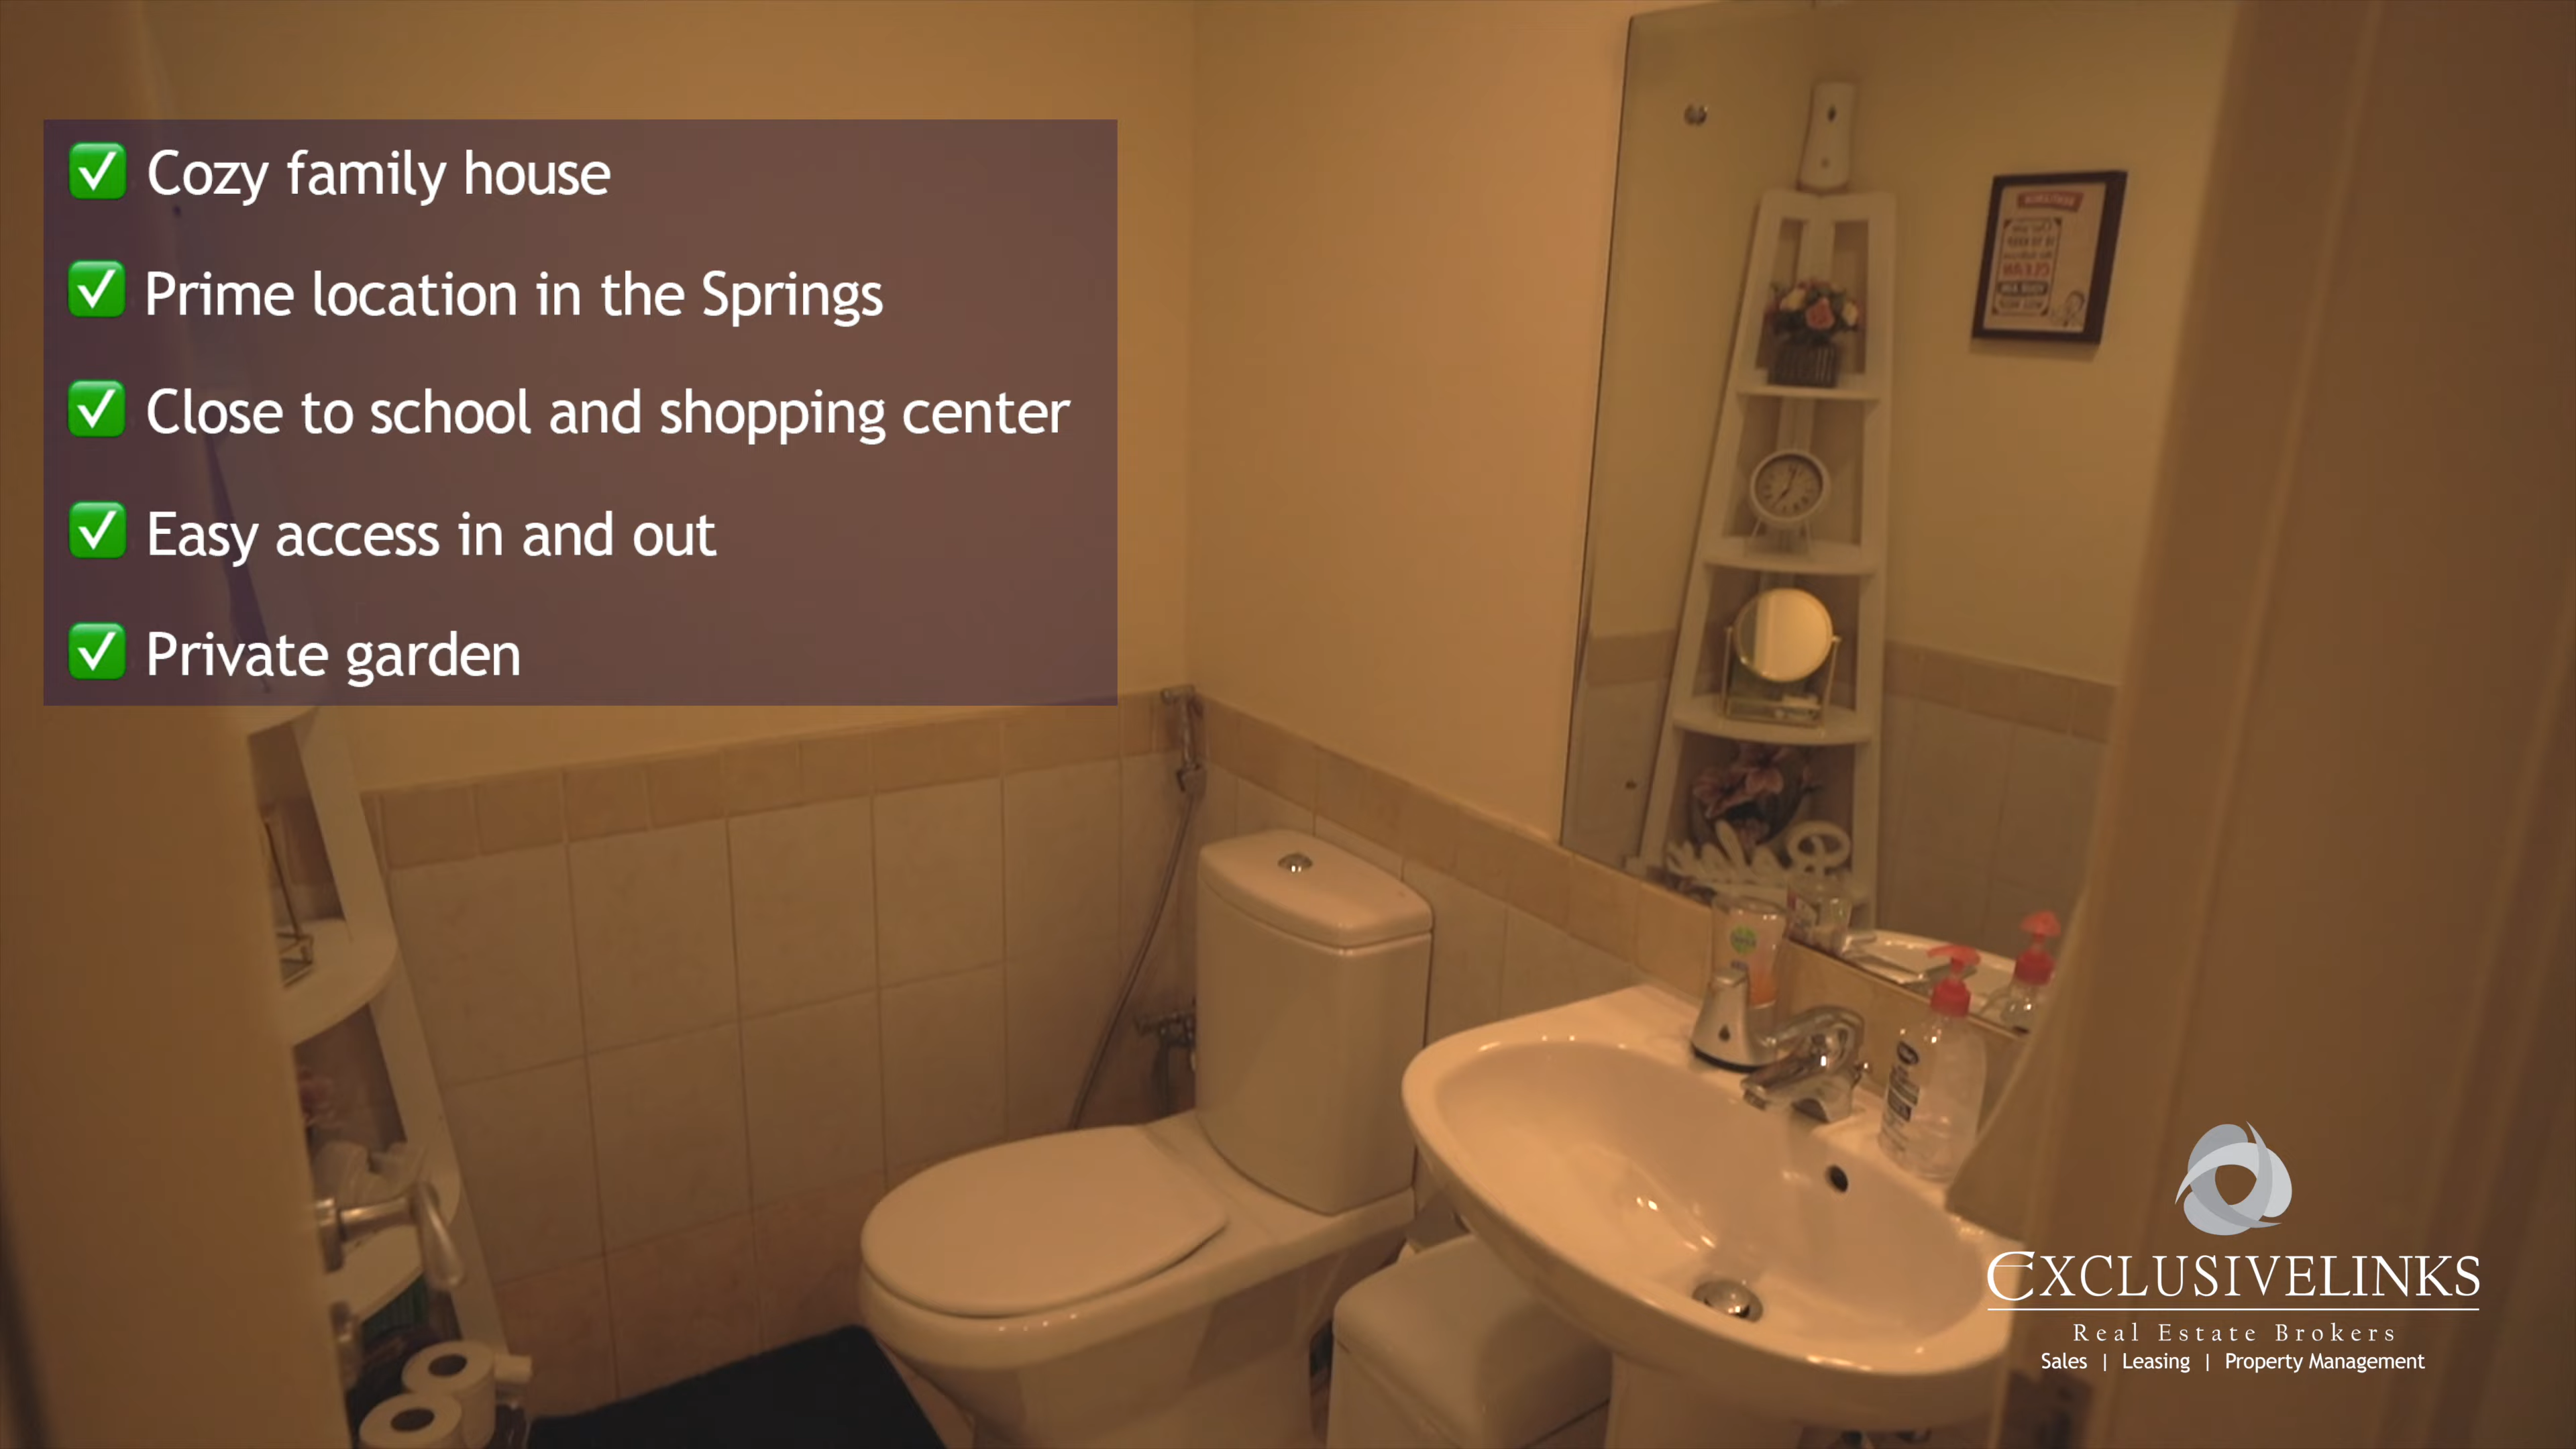 ✅ Cozy family house
✅ Prime location in the Springs
✅ Close to school and shopping center
✅ Easy access in and out
✅ Private garden
EXCLUSIVELINKS
Real Estate Brokers
Sales | Leasing | Property Management